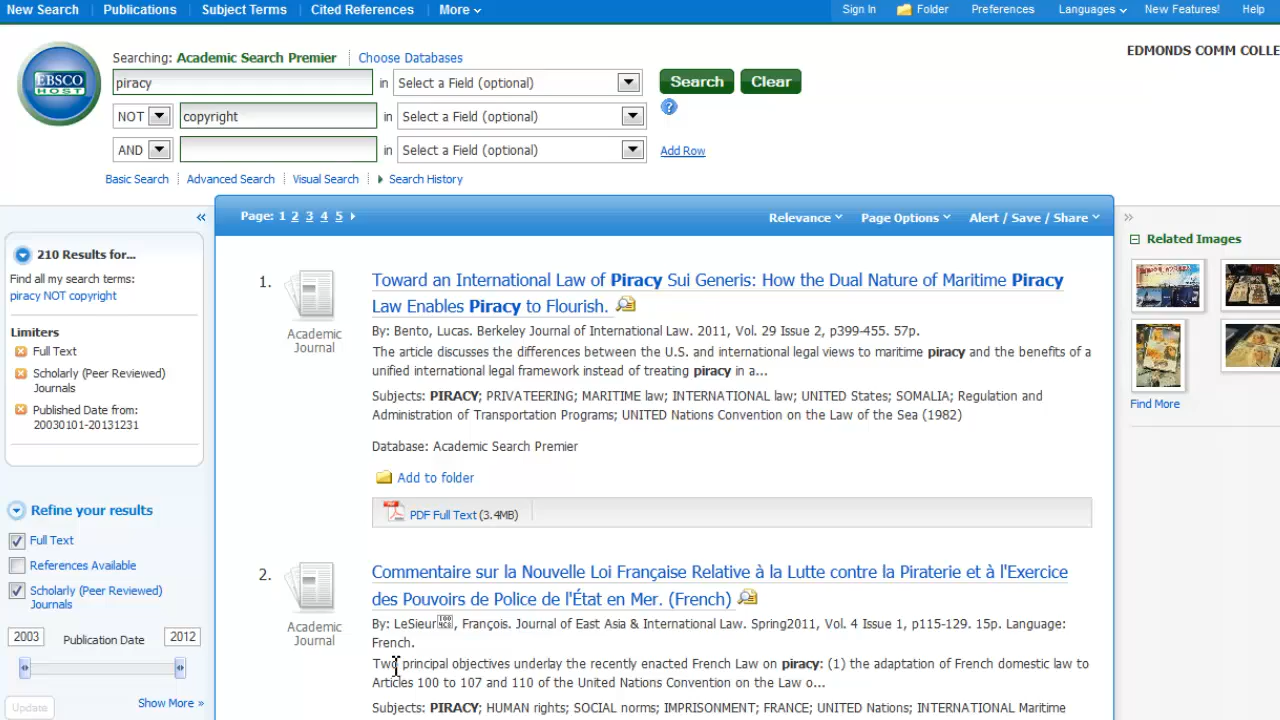 New Search Publications Subject Terms Cited References More Sign In Folder Preferences Languages New Features! Help
EDMONDS COMM COLLE
Searching: Academic Search Premier Choose Databases
EBSCO HOST
piracy in Select a Field (optional) Search Clear
NOT copyright in Select a Field (optional) ?
AND in Select a Field (optional) Add Row
Basic Search Advanced Search Visual Search Search History
« Page: 1 2 3 4 5 Relevance Page Options Alert / Save / Share »
210 Results for...
Find all my search terms:
piracy NOT copyright
Limiters
Full Text
Scholarly (Peer Reviewed)
Journals
Published Date from:
20030101-20131231
Refine your results
Full Text
References Available
Scholarly (Peer Reviewed)
Journals
2003 Publication Date 2012
Show More »
Update
1. Toward an International Law of Piracy Sui Generis: How the Dual Nature of Maritime Piracy
Law Enables Piracy to Flourish.
Academic
Journal
By: Bento, Lucas. Berkeley Journal of International Law. 2011, Vol. 29 Issue 2, p399-455. 57p.
The article discusses the differences between the U.S. and international legal views to maritime piracy and the benefits of a
unified international legal framework instead of treating piracy in a...
Subjects: PIRACY; PRIVATEERING; MARITIME law; INTERNATIONAL law; UNITED States; SOMALIA; Regulation and
Administration of Transportation Programs; UNITED Nations Convention on the Law of the Sea (1982)
Database: Academic Search Premier
Add to folder
PDF Full Text (3.4MB)
2. Commentaire sur la Nouvelle Loi Française Relative à la Lutte contre la Piraterie et à l'Exercice
des Pouvoirs de Police de l'État en Mer. (French)
Academic
Journal
By: LeSieur, François. Journal of East Asia & International Law. Spring2011, Vol. 4 Issue 1, p115-129. 15p. Language:
French.
Two principal objectives underlay the recently enacted French Law on piracy: (1) the adaptation of French domestic law to
Articles 100 to 107 and 110 of the United Nations Convention on the Law o...
Subjects: PIRACY; HUMAN rights; SOCIAL norms; IMPRISONMENT; FRANCE; UNITED Nations; INTERNATIONAL Maritime
Related Images
Find More